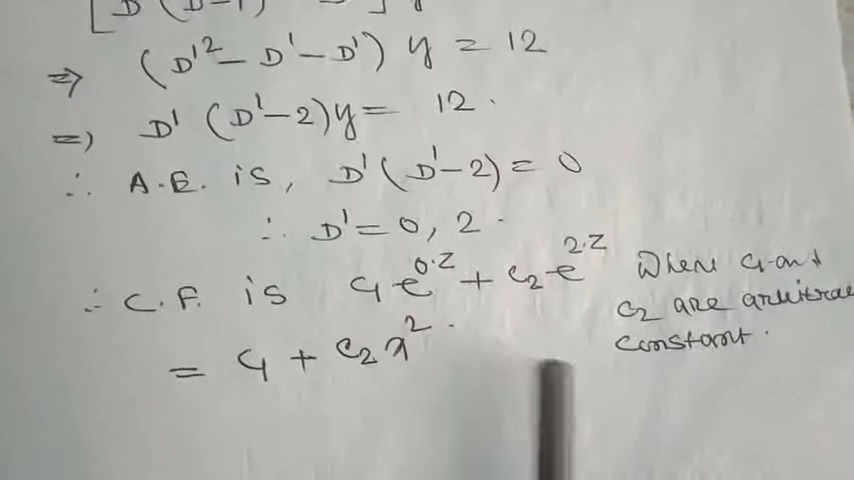 [D'(D'-1)
⇒ (D'² - D' - D') y = 12
⇒) D' (D' - 2)y = 12.
∴ A.E. is, D'(D' - 2) = 0
∴ D' = 0, 2.
∴ C.F. is C₁e^{0·z} + C₂e^{2·z} where C₁ and C₂ are arbitrary constant.
= C₁ + C₂x².